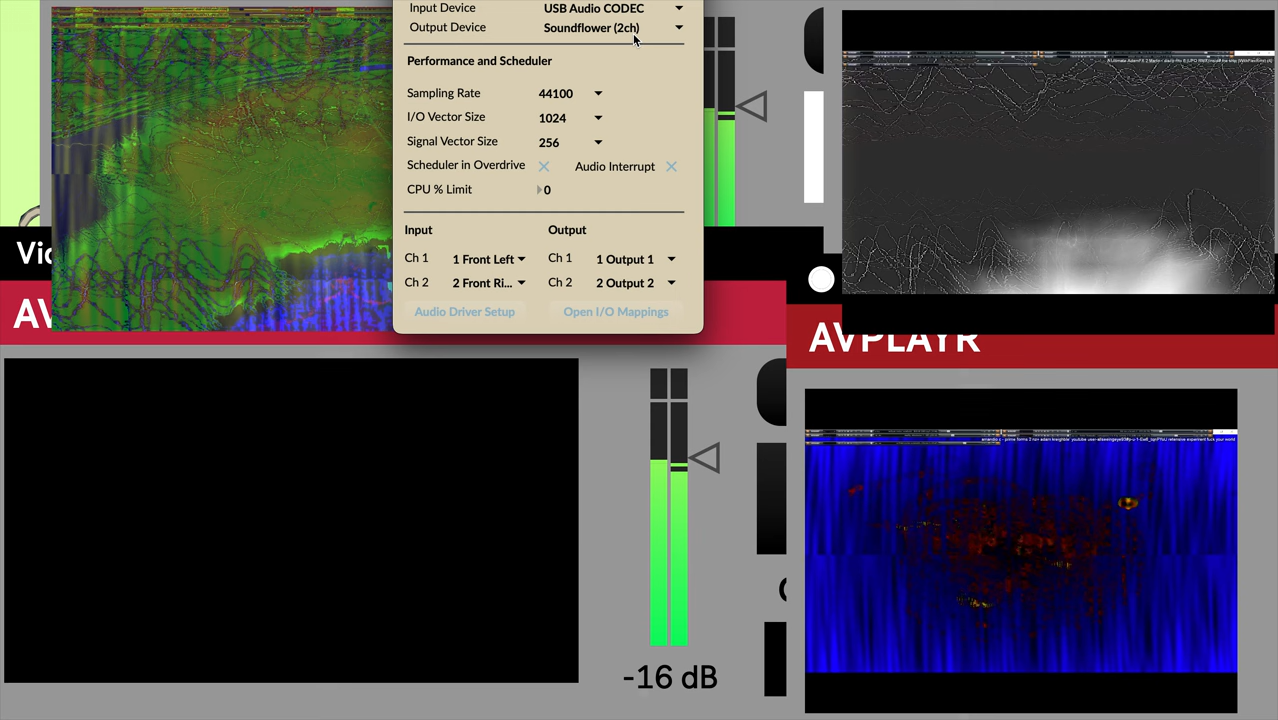 Input Device USB Audio CODEC
Output Device Soundflower (2ch)
Performance and Scheduler
Sampling Rate 44100
I/O Vector Size 1024
Signal Vector Size 256
Scheduler in Overdrive Audio Interrupt
CPU % Limit 0
Input Output
Ch 1 1 Front Left Ch 1 1 Output 1
Ch 2 2 Front Ri... Ch 2 2 Output 2
Audio Driver Setup Open I/O Mappings
AVPLAYR
-16 dB